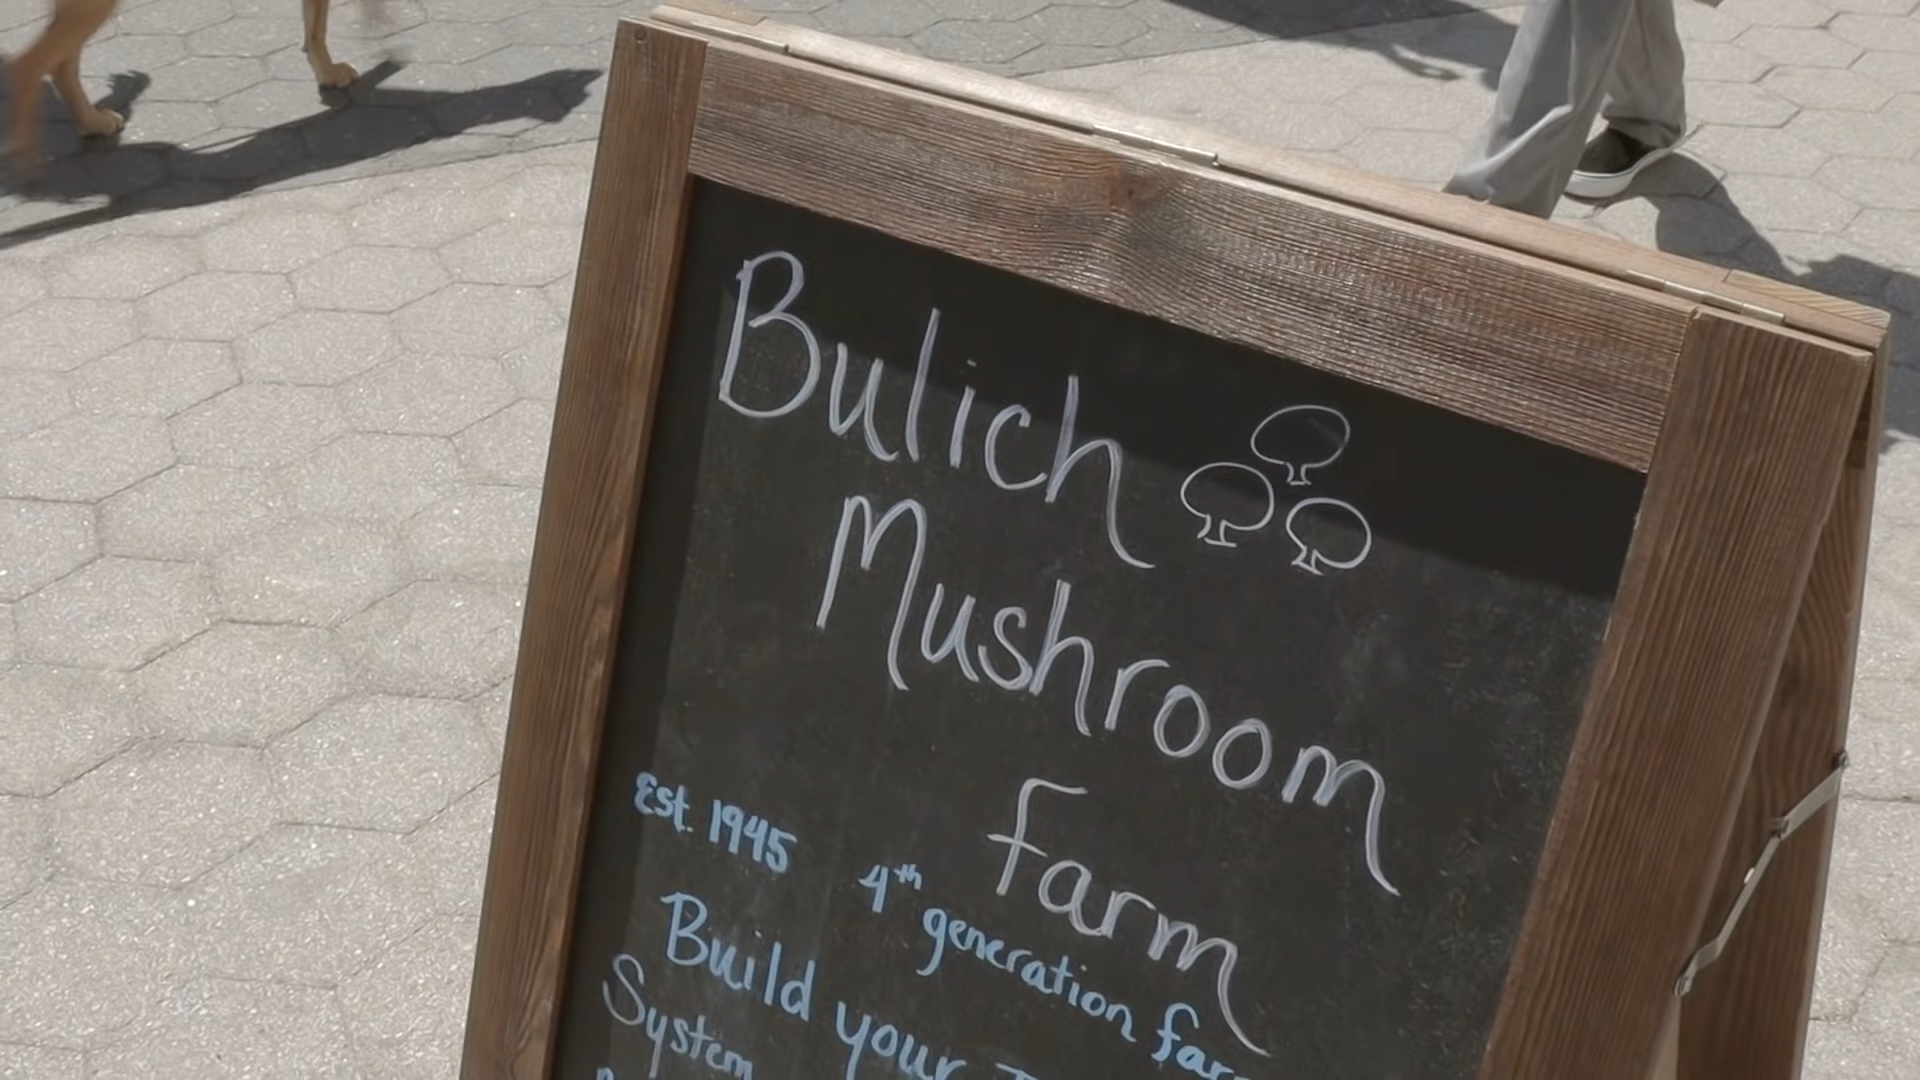 Bulich
Mushroom
Farm
Est. 1945
4th generation
Build your
System